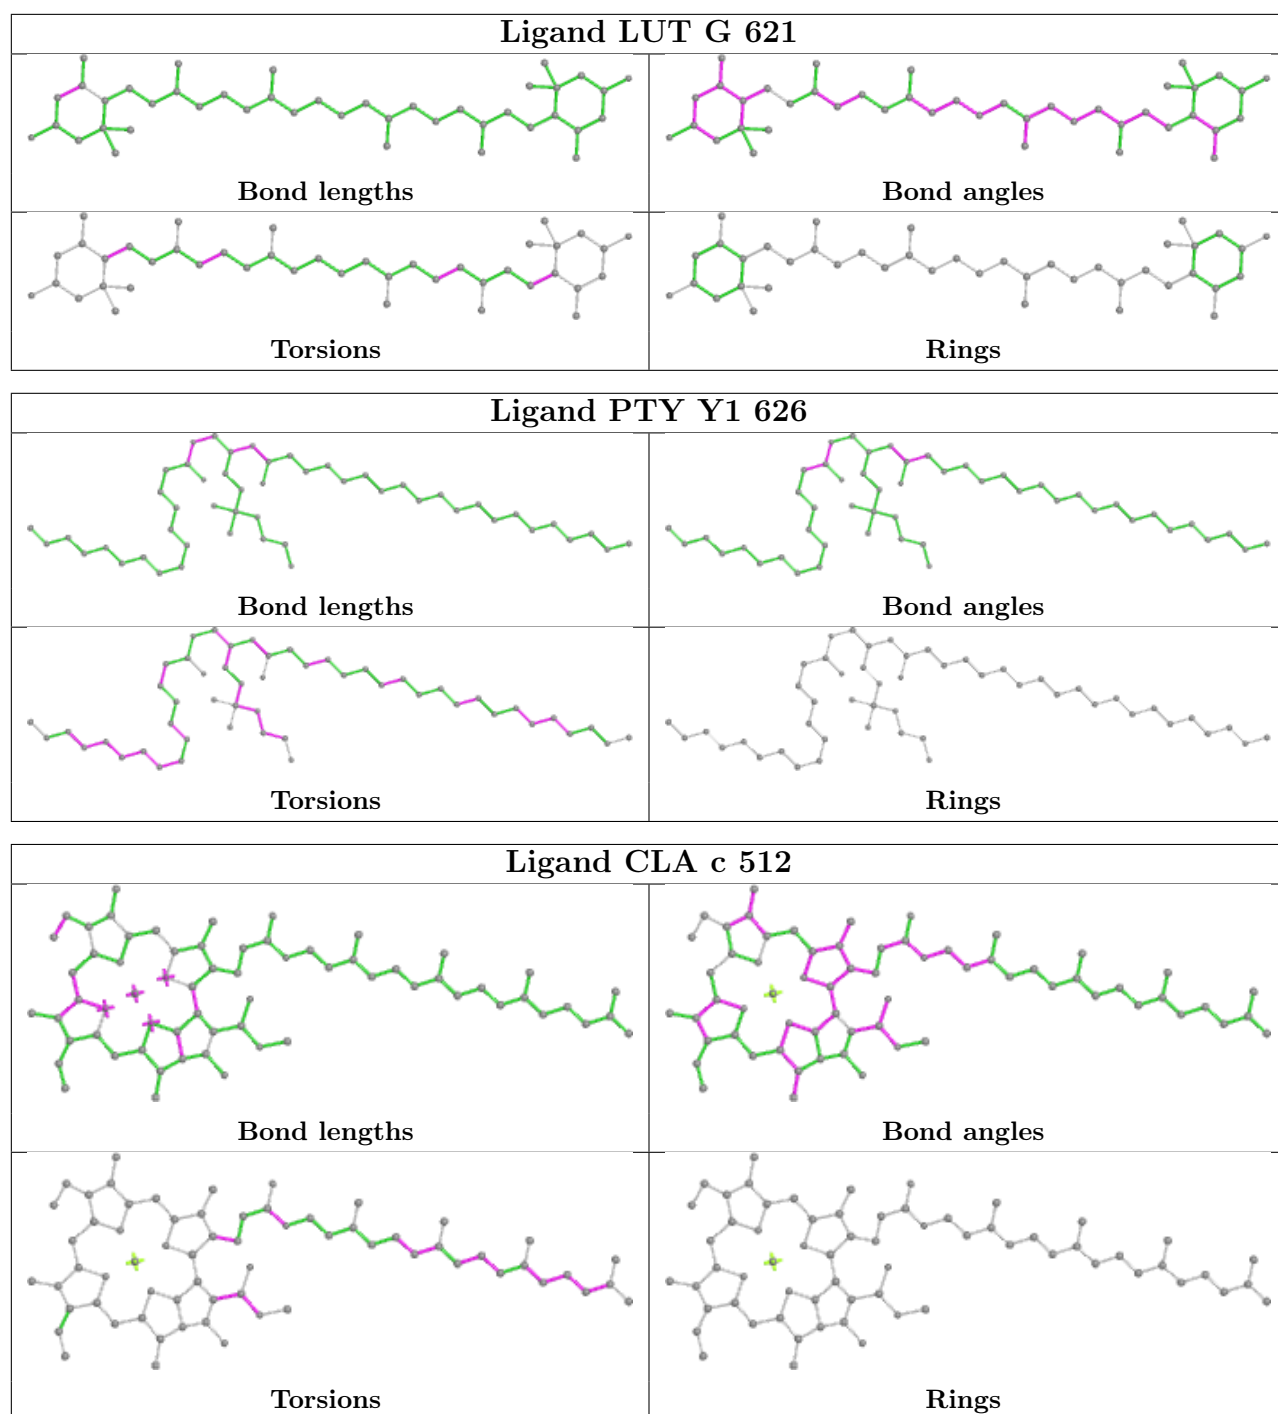 Ligand LUT G 621
Bond lengths
Bond angles
Torsions
Rings
Ligand PTY Y1 626
Bond lengths
Bond angles
Torsions
Rings
Ligand CLA c 512
Bond lengths
Bond angles
Torsions
Rings